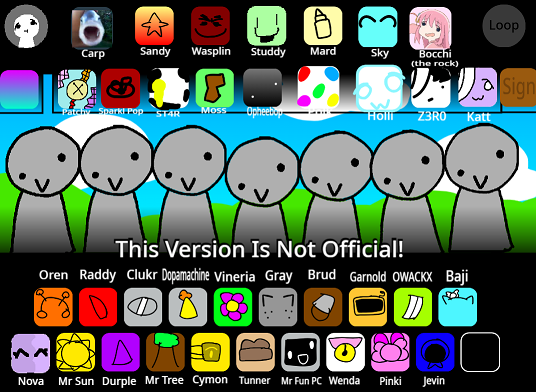 Loop
Carp
Sandy
Wasplin
Studdy
Mard
Sky
Bocchi
(the rock)
Sign
Patchy
Sparkl Pop
ST4R
Moss
Opheebop
Holli
Z3R0
Katt
This Version Is Not Official!
Oren
Raddy
Clukr
Dopamachine
Vineria
Gray
Brud
Garnold
OWACKX
Baji
Nova
Mr Sun
Durple
Mr Tree
Cymon
Tunner
Mr Fun PC
Wenda
Pinki
Jevin